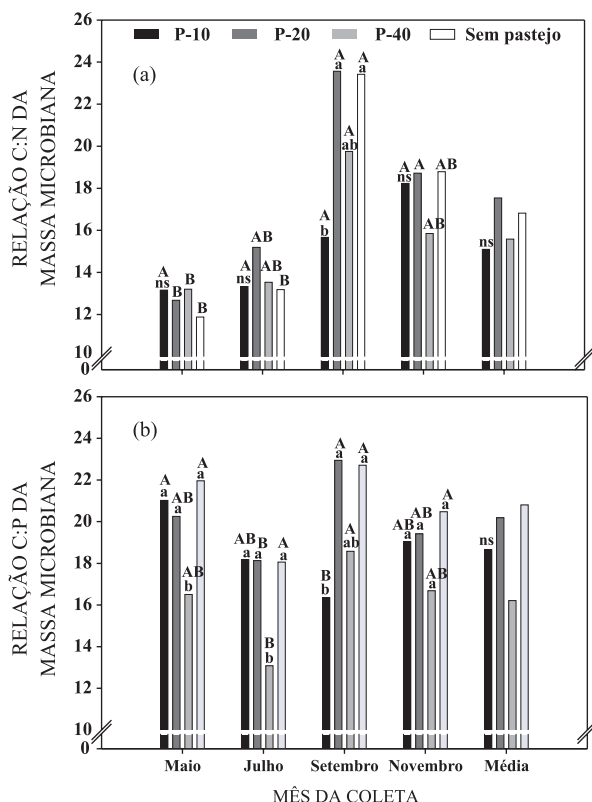 P-10 P-20 P-40 Sem pastejo
(a)
RELAÇÃO C:N DA
MASSA MICROBIANA
26
24
22
20
18
16
14
12
10
0
A
ns
B
B
B
A
ns
AB
AB
B
A
b
A
a
A
ab
A
a
A
ns
A
AB
AB
ns
(b)
RELAÇÃO C:P DA
MASSA MICROBIANA
26
24
22
20
18
16
14
12
10
0
A
a
AB
a
AB
b
A
a
AB
a
B
a
B
b
A
a
B
b
A
a
A
ab
A
a
AB
a
AB
a
AB
a
A
a
ns
Maio Julho Setembro Novembro Média
MÊS DA COLETA